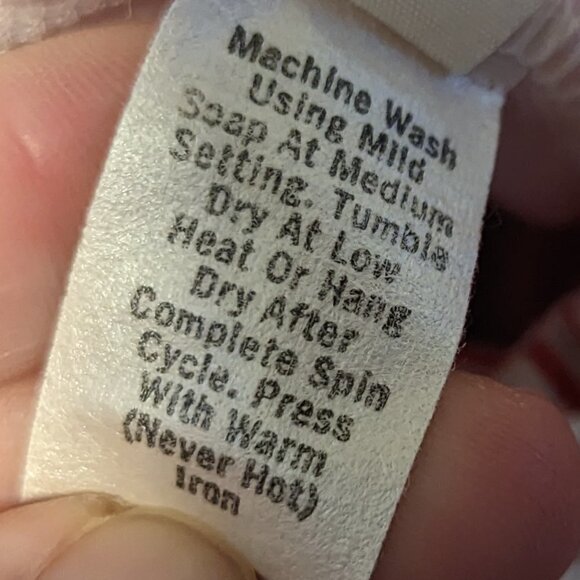 Machine Wash
Using Mild
Soap At Medium
Setting. Tumble
Dry At Low
Heat Or Hang
Dry After
Complete Spin
Cycle. Press
With Warm
(Never Hot)
Iron